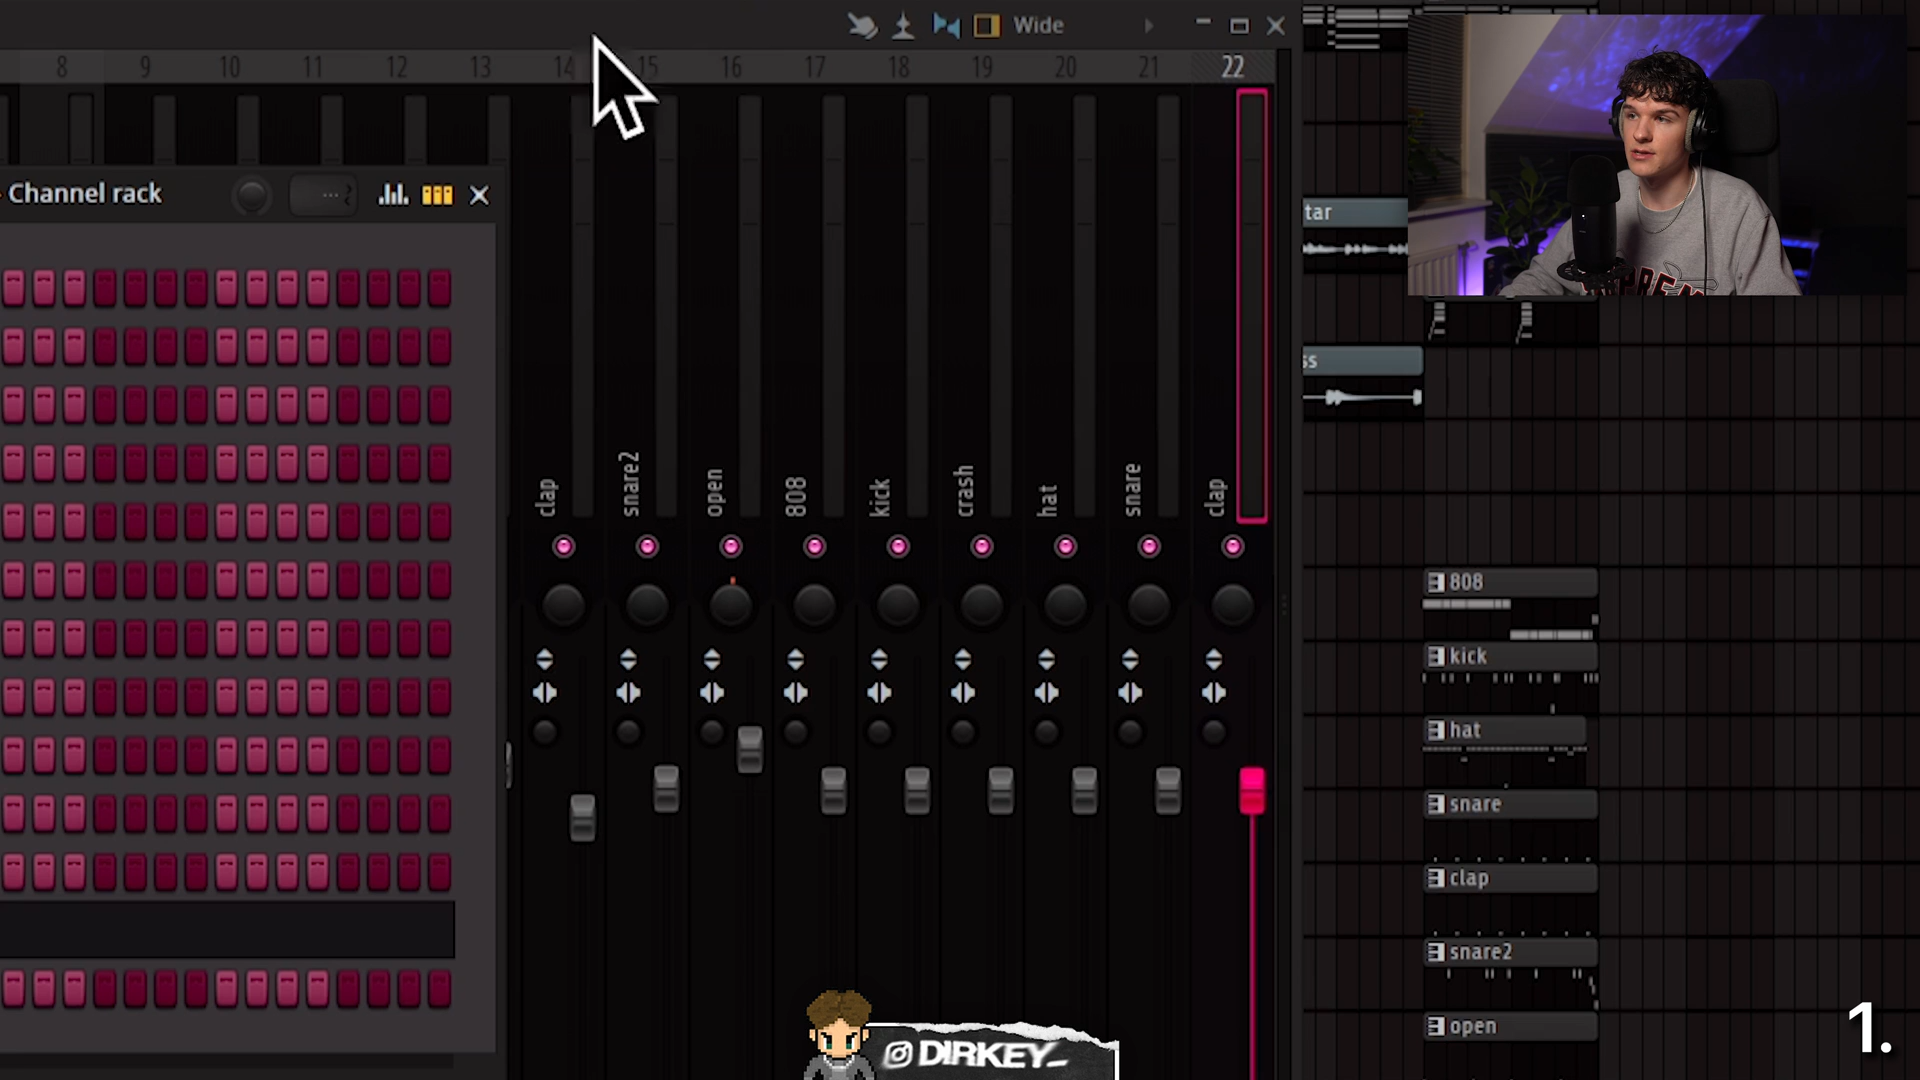 Wide
8 9 10 11 12 13 14 15 16 17 18 19 20 21 22
Channel rack
tar
ss
clap
snare2
open
808
kick
crash
hat
snare
clap
808
kick
hat
snare
clap
snare2
open
DIRKEY_
1.